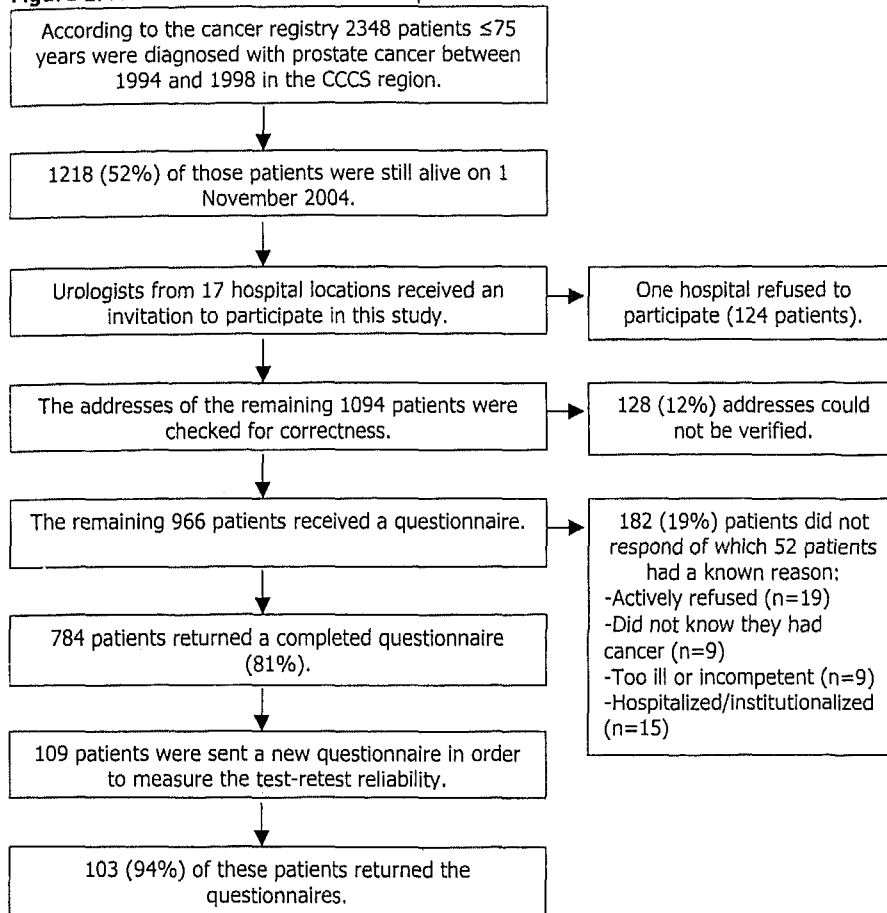 According to the cancer registry 2348 patients ≤75
years were diagnosed with prostate cancer between
1994 and 1998 in the CCCS region.
1218 (52%) of those patients were still alive on 1
November 2004.
Urologists from 17 hospital locations received an
invitation to participate in this study.
One hospital refused to
participate (124 patients).
The addresses of the remaining 1094 patients were
checked for correctness.
128 (12%) addresses could
not be verified.
The remaining 966 patients received a questionnaire.
182 (19%) patients did not
respond of which 52 patients
had a known reason:
-Actively refused (n=19)
-Did not know they had
cancer (n=9)
-Too ill or incompetent (n=9)
-Hospitalized/institutionalized
(n=15)
784 patients returned a completed questionnaire
(81%).
109 patients were sent a new questionnaire in order
to measure the test-retest reliability.
103 (94%) of these patients returned the
questionnaires.